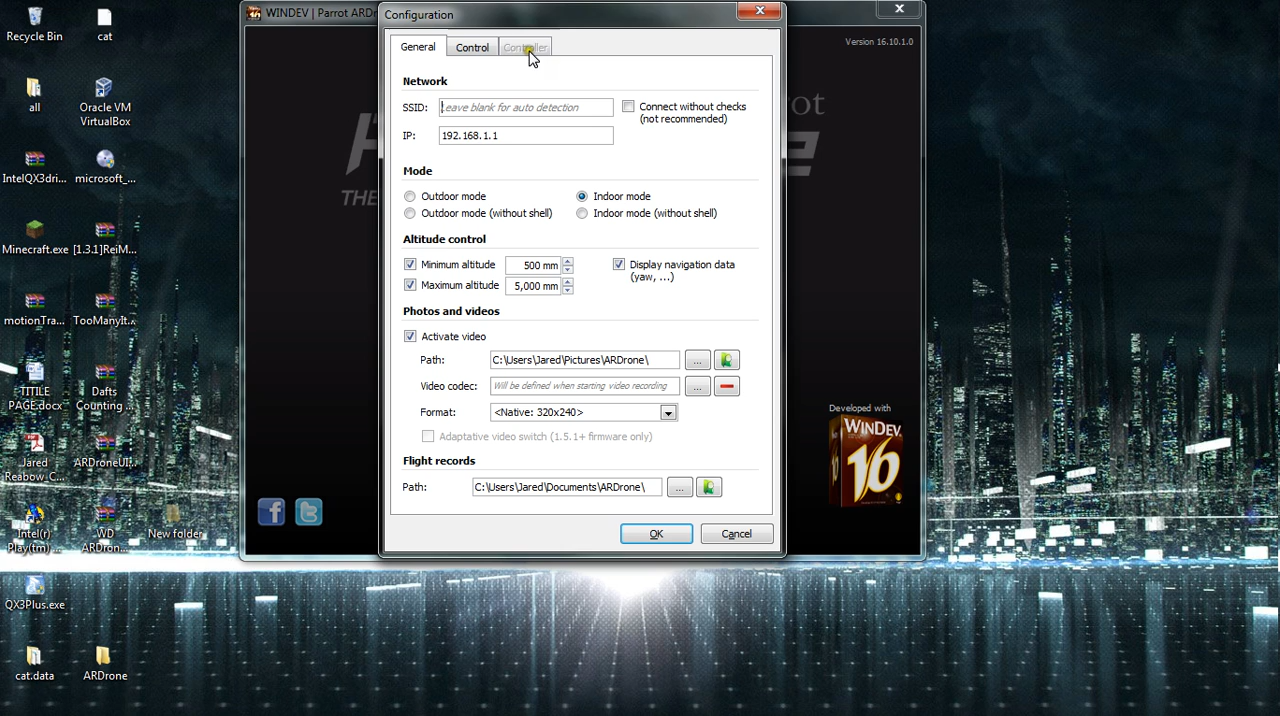 WINDEV | Parrot ARDr
Configuration
Version 16.10.1.0
General
Control
Controller
Network
SSID:
Leave blank for auto detection
Connect without checks
(not recommended)
IP:
192.168.1.1
Mode
Outdoor mode
Indoor mode
Outdoor mode (without shell)
Indoor mode (without shell)
Altitude control
Minimum altitude
500 mm
Display navigation data
(yaw, ...)
Maximum altitude
5,000 mm
Photos and videos
Activate video
Path:
C:\Users\Jared\Pictures\ARDrone\
...
Video codec:
Will be defined when starting video recording
...
Format:
<Native: 320x240>
Adaptative video switch (1.5.1+ firmware only)
Flight records
Path:
C:\Users\Jared\Documents\ARDrone\
...
OK
Cancel
THE
rot
e
Developed with
WINDEV
16
Recycle Bin
cat
all
Oracle VM
VirtualBox
IntelQX3dri...
microsoft_...
Minecraft.exe
[1.3.1]ReiM...
motionTra...
TooManyIt...
TITILE
PAGE.docx
Dafts
Counting ...
Jared
Reabow C...
ARDroneUI...
Intel(r)
Play(tm) ...
WD
ARDron...
New folder
QX3Plus.exe
cat.data
ARDrone